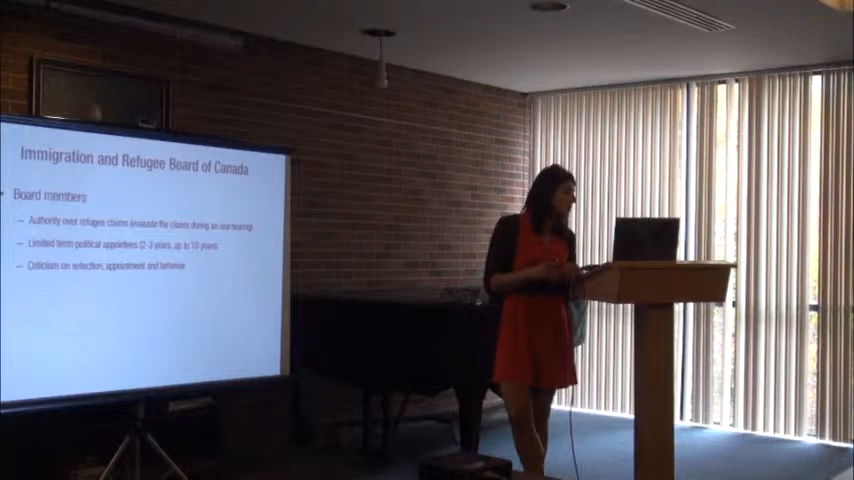 Immigration and Refugee Board of Canada
Board members
– Authority over refugee claims (evaluate the claims during an oral hearing)
– Limited term political appointees (2-3 years, up to 10 years)
– Criticism on selection, appointment and behavior